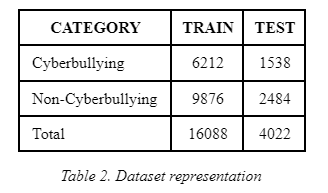 CATEGORY TRAIN TEST
Cyberbullying 6212 1538
Non-Cyberbullying 9876 2484
Total 16088 4022
Table 2. Dataset representation